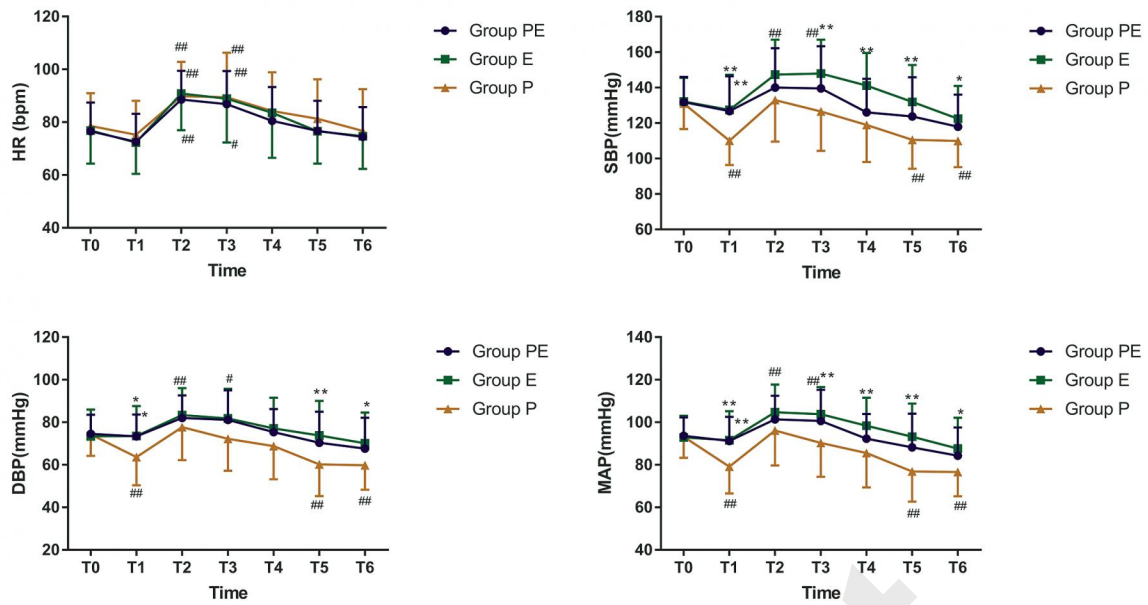 Group PE
Group E
Group P
HR (bpm)
120
100
80
60
40
##
##
##
##
##
#
T0 T1 T2 T3 T4 T5 T6
Time
Group PE
Group E
Group P
SBP(mmHg)
180
160
140
120
100
80
60
**
**
##
##
**
**
**
*
##
##
##
T0 T1 T2 T3 T4 T5 T6
Time
Group PE
Group E
Group P
DBP(mmHg)
120
100
80
60
40
20
*
*
##
#
**
*
##
##
##
T0 T1 T2 T3 T4 T5 T6
Time
Group PE
Group E
Group P
MAP(mmHg)
140
120
100
80
60
40
**
**
##
##
**
**
**
*
##
##
##
T0 T1 T2 T3 T4 T5 T6
Time